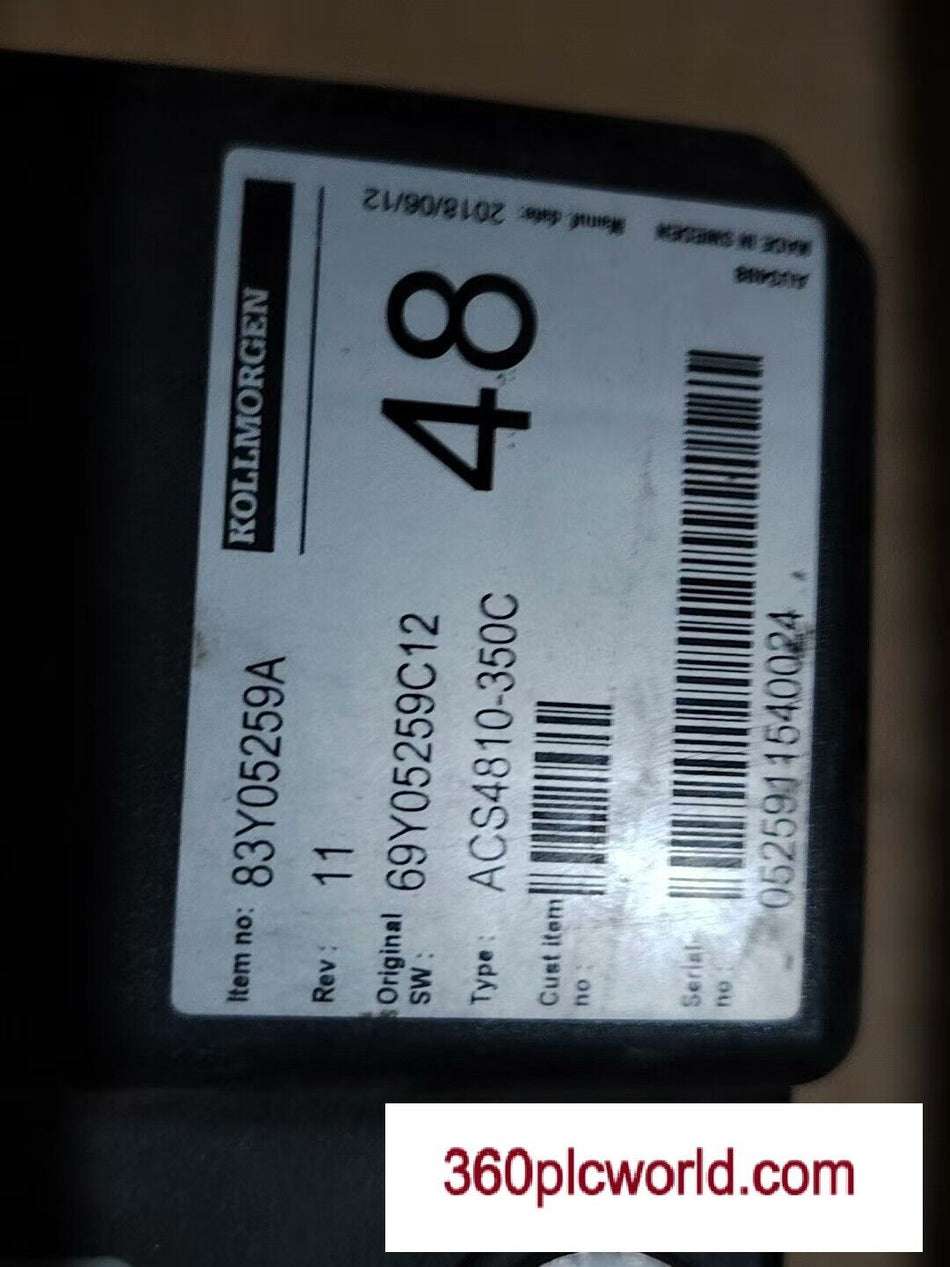 Item no: 83Y05259A
KOLLMORGEN
Rev : 11
Original
SW : 69Y05259C12
48
Type : ACS4810-350C
Cust item
no :
Serial
no :
0525911540024
Manuf. date: 2018/06/12
MADE IN SWEDEN
360plcworld.com